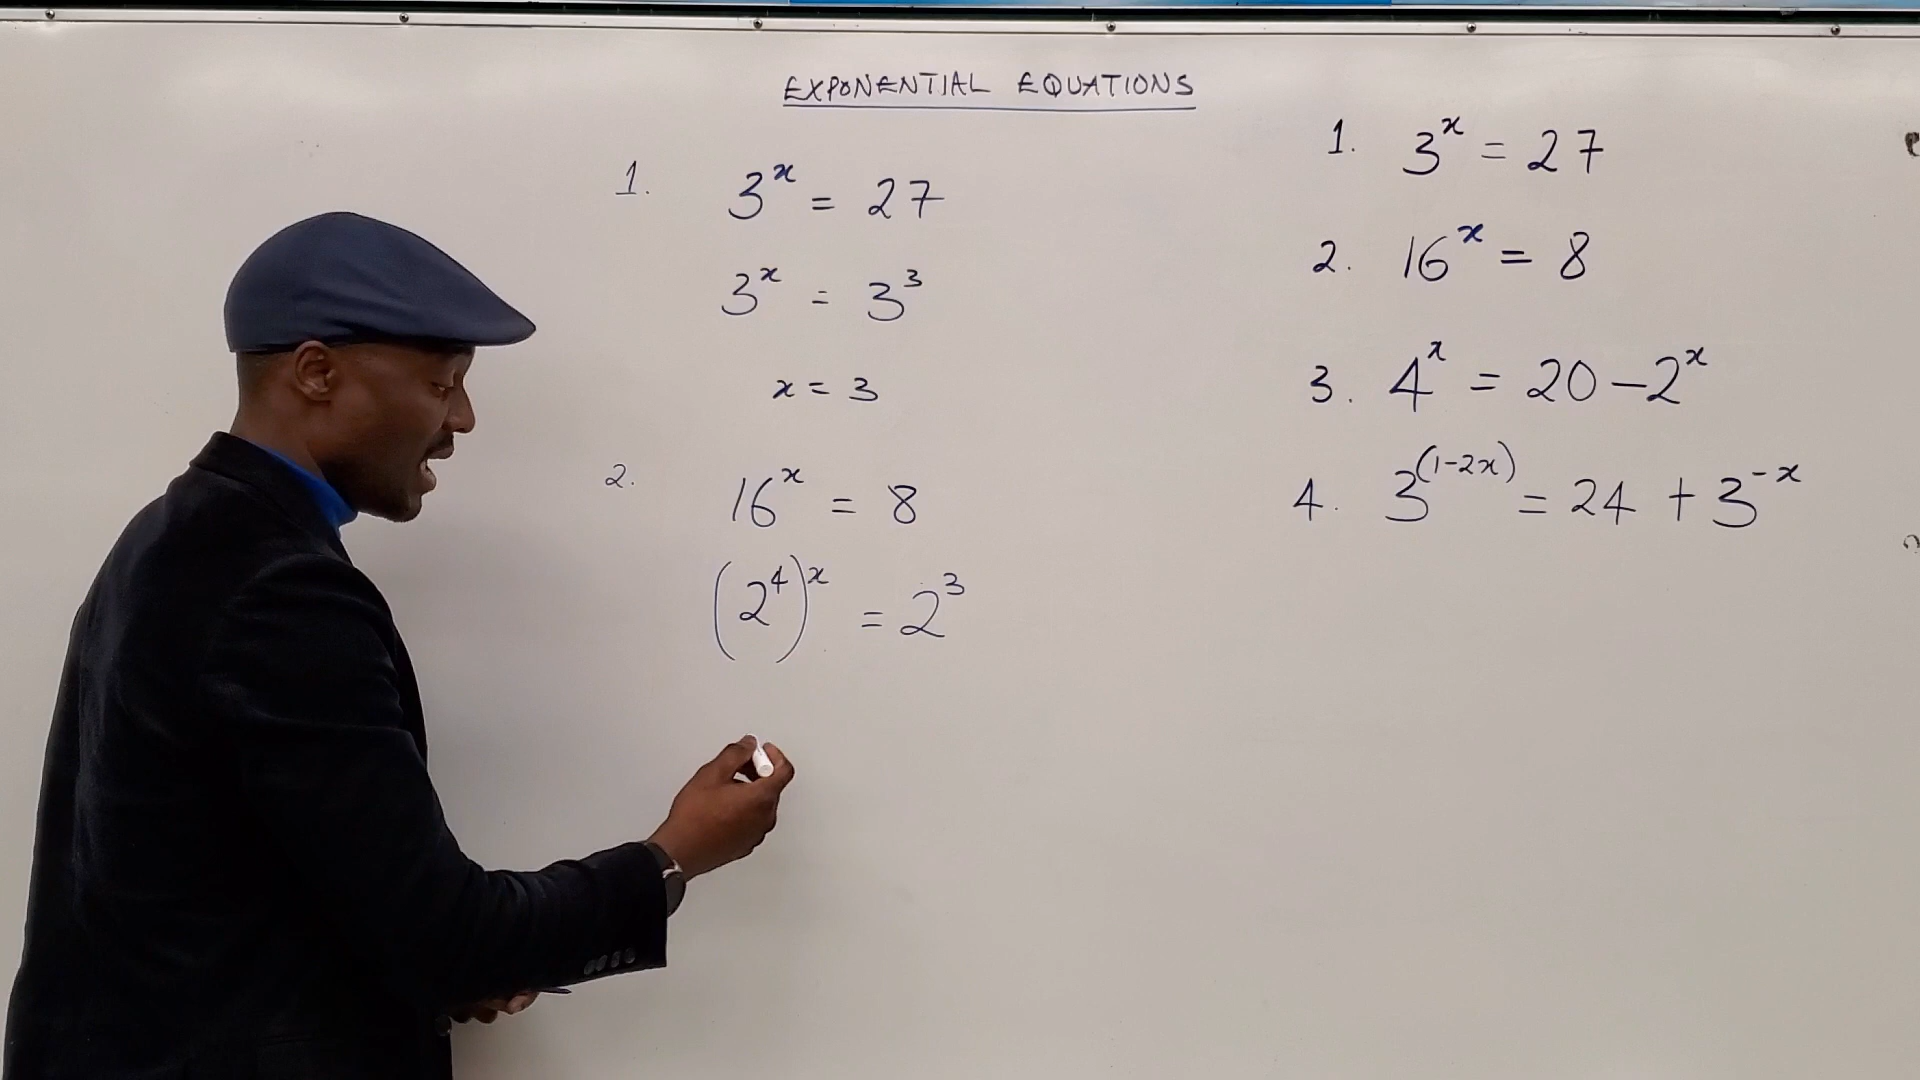 EXPONENTIAL EQUATIONS
1. 3^x = 27
3^x = 3^3
x = 3
2. 16^x = 8
(2^4)^x = 2^3
1. 3^x = 27
2. 16^x = 8
3. 4^x = 20 - 2^x
4. 3^(1-2x) = 24 + 3^-x